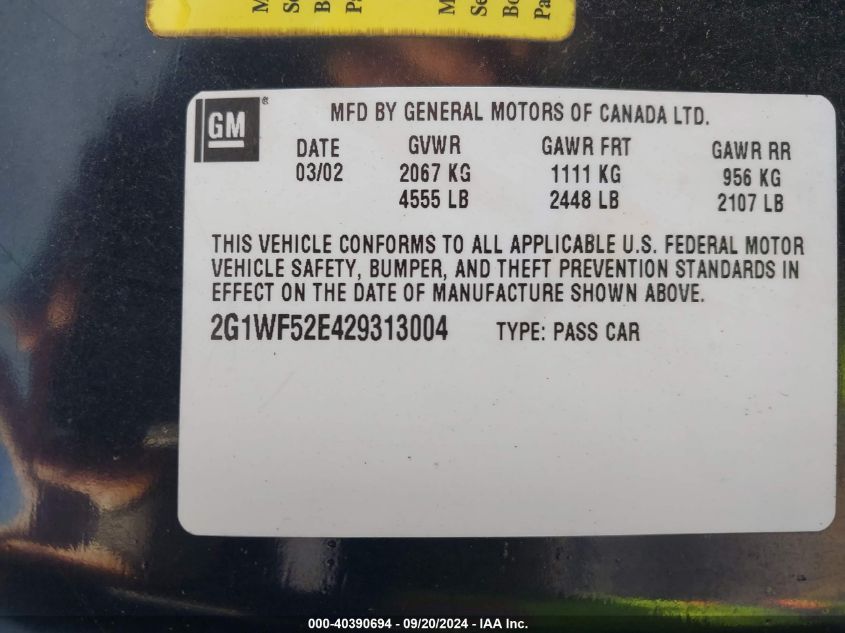 GM
®
MFD BY GENERAL MOTORS OF CANADA LTD.
DATE GVWR GAWR FRT GAWR RR
03/02 2067 KG 1111 KG 956 KG
4555 LB 2448 LB 2107 LB
THIS VEHICLE CONFORMS TO ALL APPLICABLE U.S. FEDERAL MOTOR
VEHICLE SAFETY, BUMPER, AND THEFT PREVENTION STANDARDS IN
EFFECT ON THE DATE OF MANUFACTURE SHOWN ABOVE.
2G1WF52E429313004 TYPE: PASS CAR
000-40390694 - 09/20/2024 - IAA Inc.